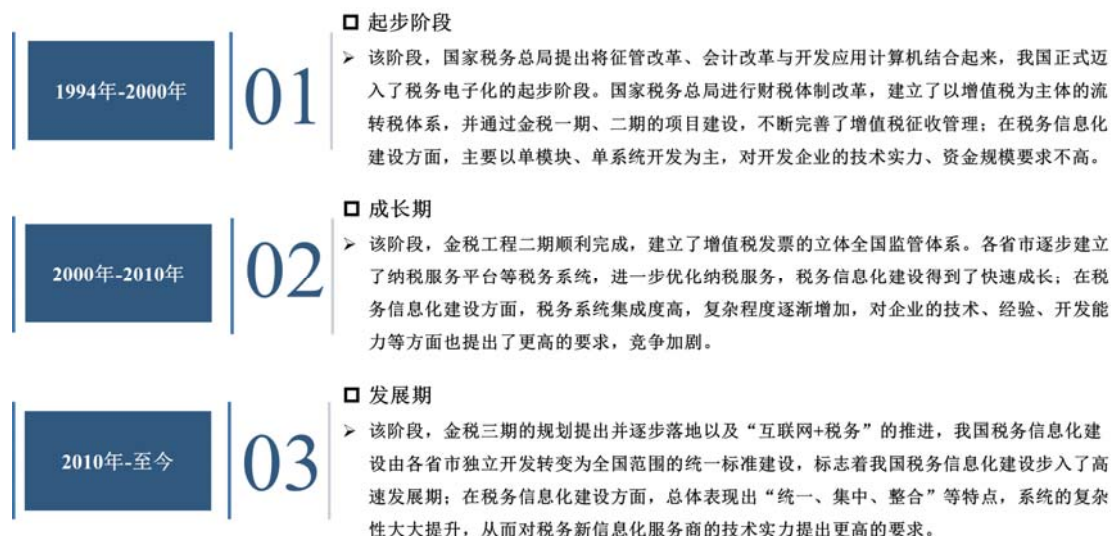 1994年-2000年
01
起步阶段
该阶段，国家税务总局提出将征管改革、会计改革与开发应用计算机结合起来，我国正式迈
入了税务电子化的起步阶段。国家税务总局进行财税体制改革，建立了以增值税为主体的流
转税体系，并通过金税一期、二期的项目建设，不断完善了增值税征收管理；在税务信息化
建设方面，主要以单模块、单系统开发为主，对开发企业的技术实力、资金规模要求不高。
2000年-2010年
02
成长期
该阶段，金税工程二期顺利完成，建立了增值税发票的立体全国监管体系。各省市逐步建立
了纳税服务平台等税务系统，进一步优化纳税服务，税务信息化建设得到了快速成长；在税
务信息化建设方面，税务系统集成度高，复杂程度逐渐增加，对企业的技术、经验、开发能
力等方面也提出了更高的要求，竞争加剧。
2010年-至今
03
发展期
该阶段，金税三期的规划提出并逐步落地以及“互联网+税务”的推进，我国税务信息化建
设由各省市独立开发转变为全国范围的统一标准建设，标志着我国税务信息化建设步入了高
速发展期；在税务信息化建设方面，总体表现出“统一、集中、整合”等特点，系统的复杂
性大大提升，从而对税务新信息化服务商的技术实力提出更高的要求。